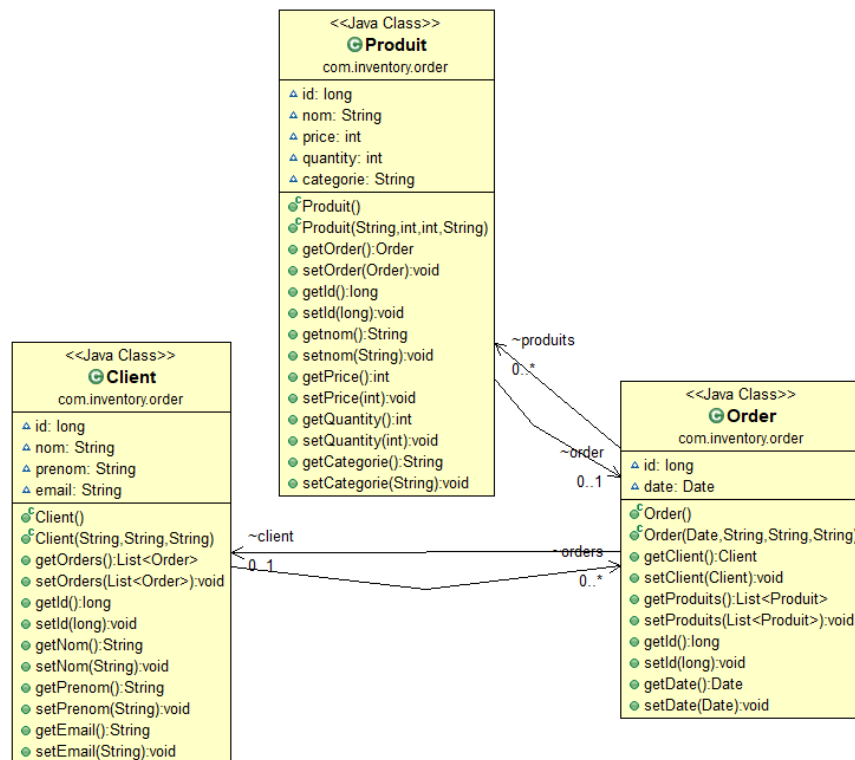 <<Java Class>>
Produit
com.inventory.order
id: long
nom: String
price: int
quantity: int
categorie: String
Produit()
Produit(String,int,int,String)
getOrder():Order
setOrder(Order):void
getId():long
setId(long):void
getnom():String
setnom(String):void
getPrice():int
setPrice(int):void
getQuantity():int
setQuantity(int):void
getCategorie():String
setCategorie(String):void
~produits
0..*
~order
0..1
<<Java Class>>
Client
com.inventory.order
id: long
nom: String
prenom: String
email: String
Client()
Client(String,String,String)
getOrders():List<Order>
setOrders(List<Order>):void
getId():long
setId(long):void
getNom():String
setNom(String):void
getPrenom():String
setPrenom(String):void
getEmail():String
setEmail(String):void
~client
0..1
~orders
0..*
<<Java Class>>
Order
com.inventory.order
id: long
date: Date
Order()
Order(Date,String,String,String)
getClient():Client
setClient(Client):void
getProduits():List<Produit>
setProduits(List<Produit>):void
getId():long
setId(long):void
getDate():Date
setDate(Date):void